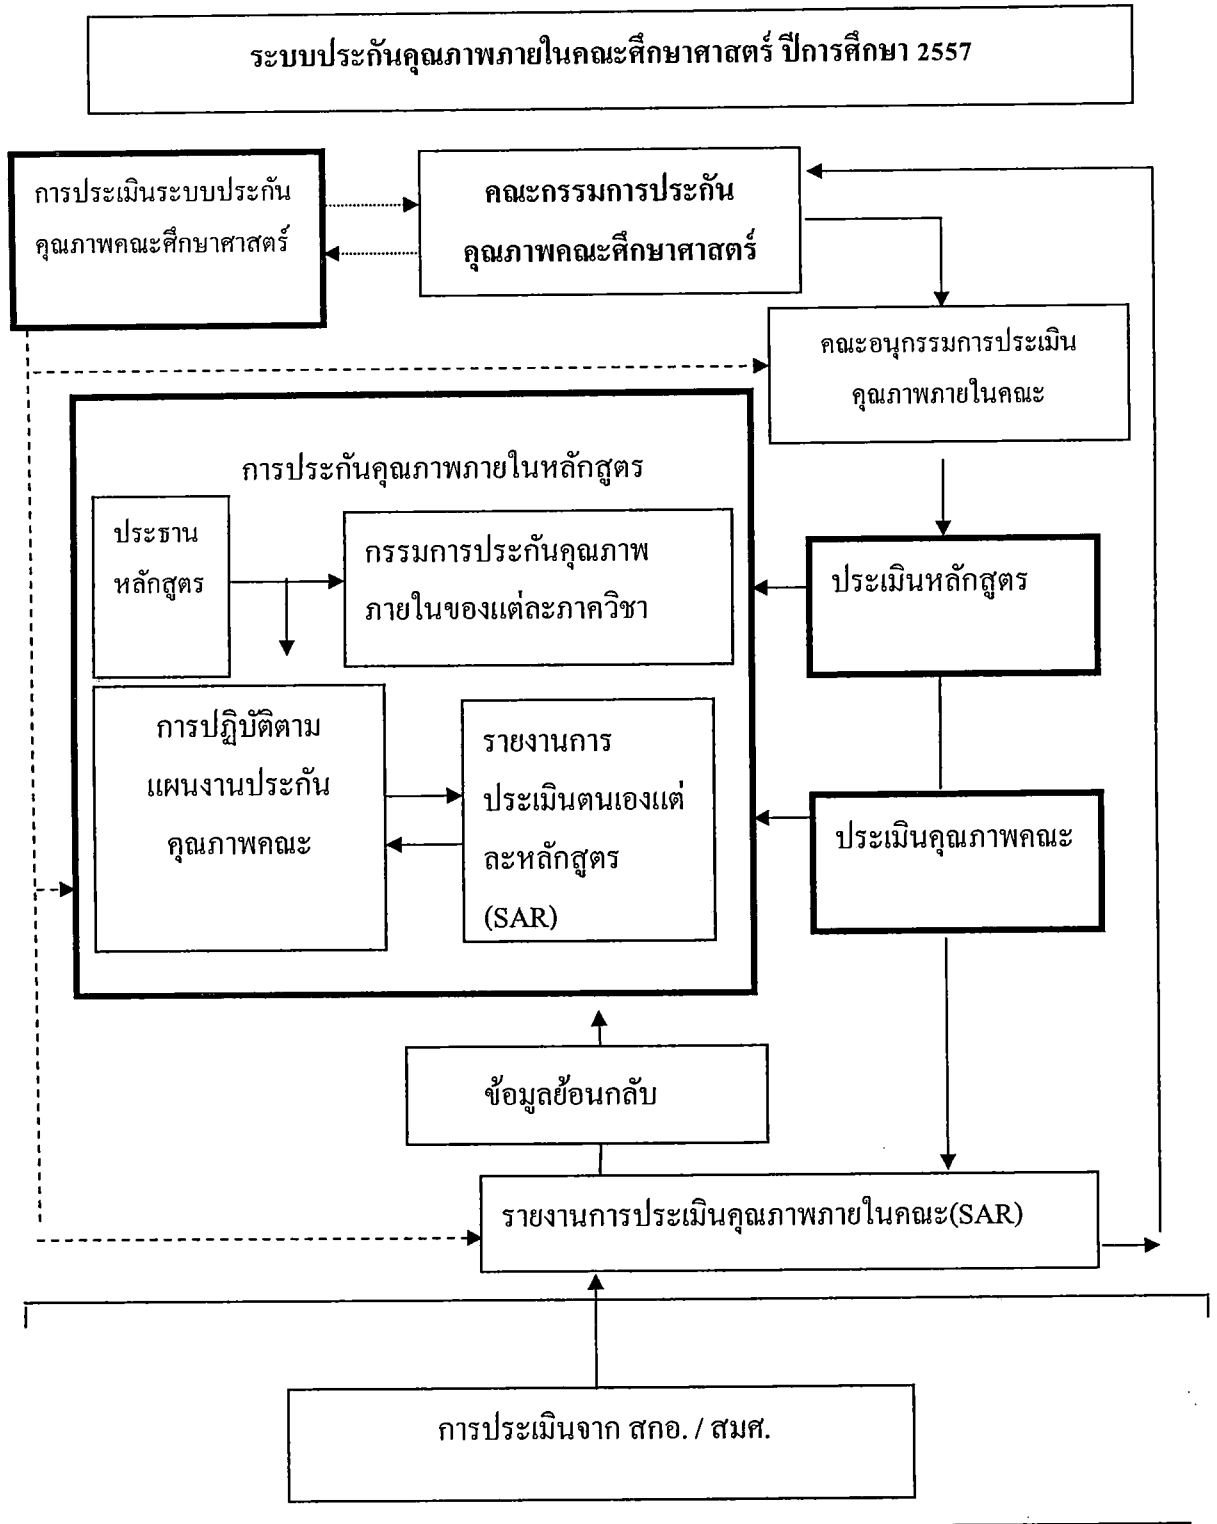 ระบบประกันคุณภาพภายในคณะศึกษาศาสตร์ ปีการศึกษา 2557
การประเมินระบบประกัน
คุณภาพคณะศึกษาศาสตร์
คณะกรรมการประกัน
คุณภาพคณะศึกษาศาสตร์
คณะอนุกรรมการประเมิน
คุณภาพภายในคณะ
การประกันคุณภาพภายในหลักสูตร
ประธาน
หลักสูตร
กรรมการประกันคุณภาพ
ภายในของแต่ละภาควิชา
ประเมินหลักสูตร
การปฏิบัติตาม
แผนงานประกัน
คุณภาพคณะ
รายงานการ
ประเมินตนเองแต่
ละหลักสูตร
(SAR)
ประเมินคุณภาพคณะ
ข้อมูลย้อนกลับ
รายงานการประเมินคุณภาพภายในคณะ(SAR)
การประเมินจาก สกอ. / สมศ.